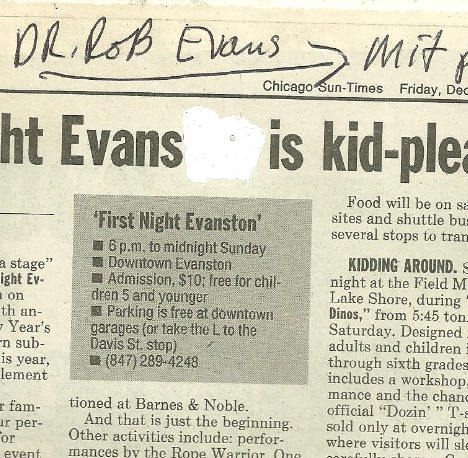 DR. RoB Evans → Mit
Chicago Sun-Times Friday, Dec
ht Evans is kid-plea
'First Night Evanston'
■ 6 p.m. to midnight Sunday
■ Downtown Evanston
■ Admission, $10; free for chil-
dren 5 and younger
■ Parking is free at downtown
garages (or take the L to the
Davis St. stop)
■ (847) 289-4248
a stage"
ight Ev-
n on
th an-
Year's
rn sub-
is year,
lement
r fam-
ur per-
for
event
tioned at Barnes & Noble.
And that is just the beginning.
Other activities include: perfor-
mances by the Rope Warrior, One
Food will be on sa
sites and shuttle bus
several stops to tran
KIDDING AROUND. S
night at the Field M
Lake Shore, during
Dinos," from 5:45 ton
Saturday. Designed
adults and children i
through sixth grades
includes a workshop
mance and the chanc
official "Dozin' " T-s
sold only at overnigh
where visitors will sle